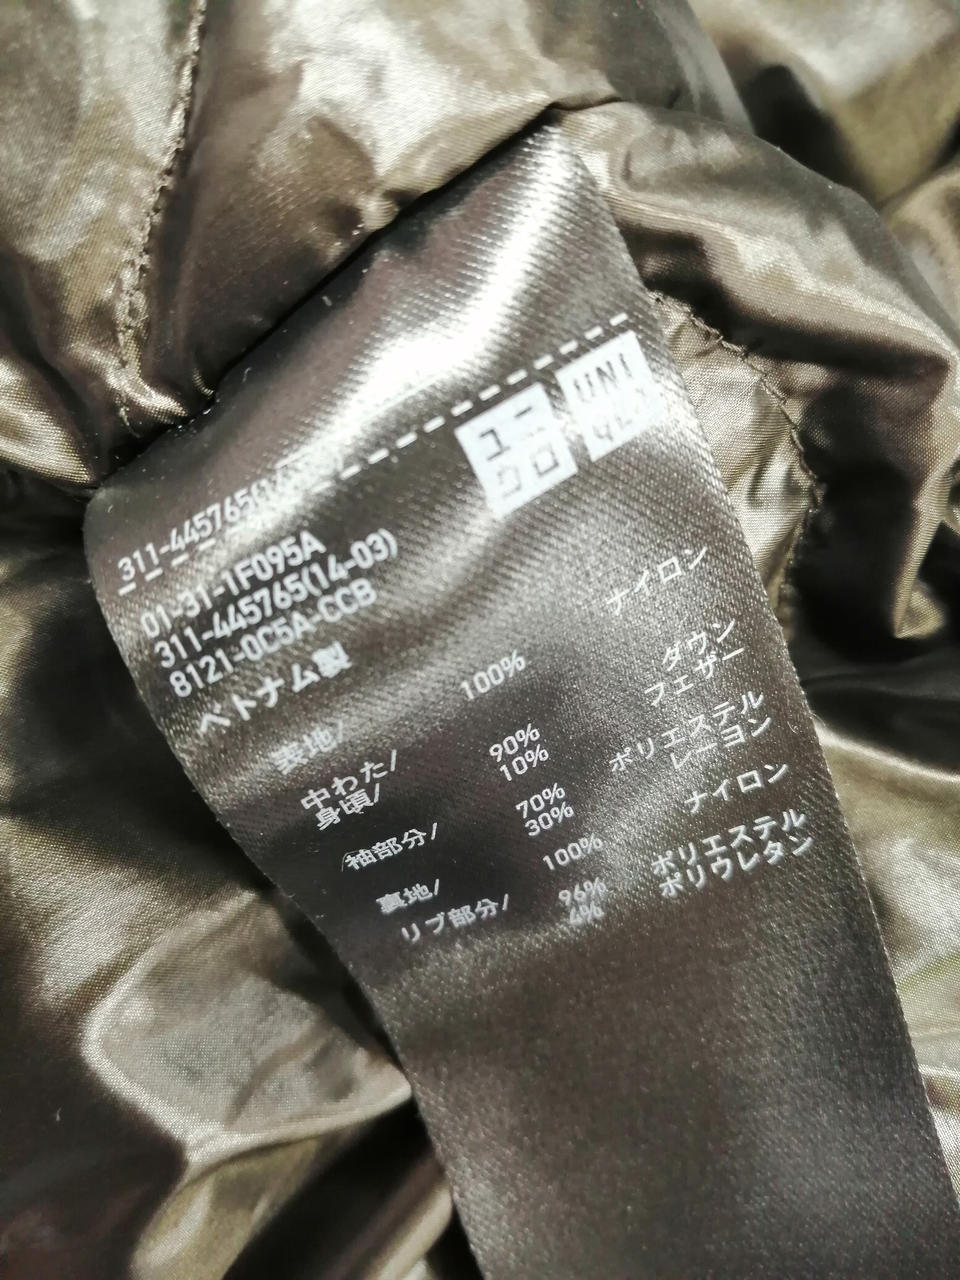 ユニ
クロ
UNI
311-445765
01-31-1F095A
311-445765(14-03)
8121-0C5A-CCB
ベトナム製
表地/ 100% ナイロン
中わた/ 90% ダウン
身頃/ 10% フェザー
袖部分/ 70% ポリエステル
30% レーヨン
裏地/ 100% ナイロン
リブ部分/ 96% ポリエステル
4% ポリウレタン